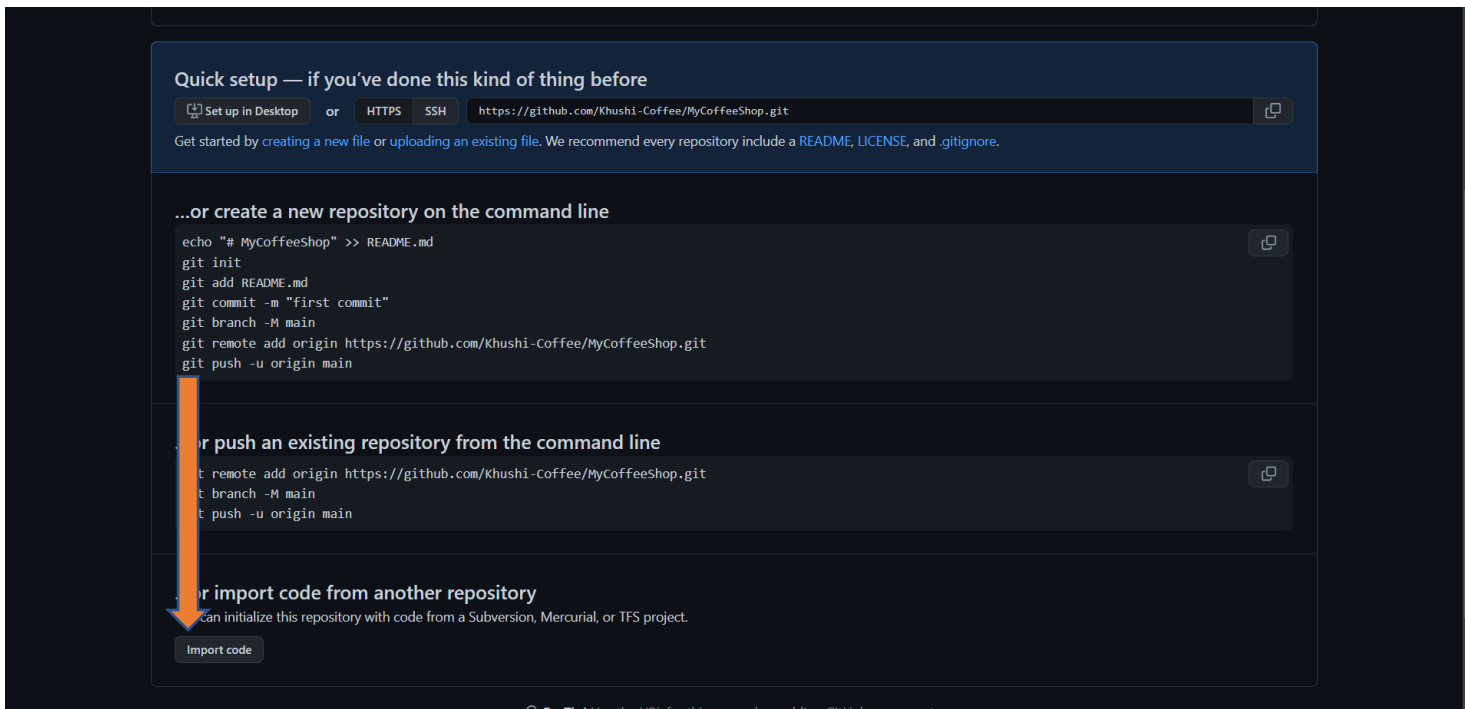 Quick setup — if you've done this kind of thing before
Set up in Desktop or HTTPS SSH https://github.com/Khushi-Coffee/MyCoffeeShop.git
Get started by creating a new file or uploading an existing file. We recommend every repository include a README, LICENSE, and .gitignore.
...or create a new repository on the command line
echo "# MyCoffeeShop" >> README.md
git init
git add README.md
git commit -m "first commit"
git branch -M main
git remote add origin https://github.com/Khushi-Coffee/MyCoffeeShop.git
git push -u origin main
or push an existing repository from the command line
remote add origin https://github.com/Khushi-Coffee/MyCoffeeShop.git
branch -M main
push -u origin main
or import code from another repository
can initialize this repository with code from a Subversion, Mercurial, or TFS project.
Import code